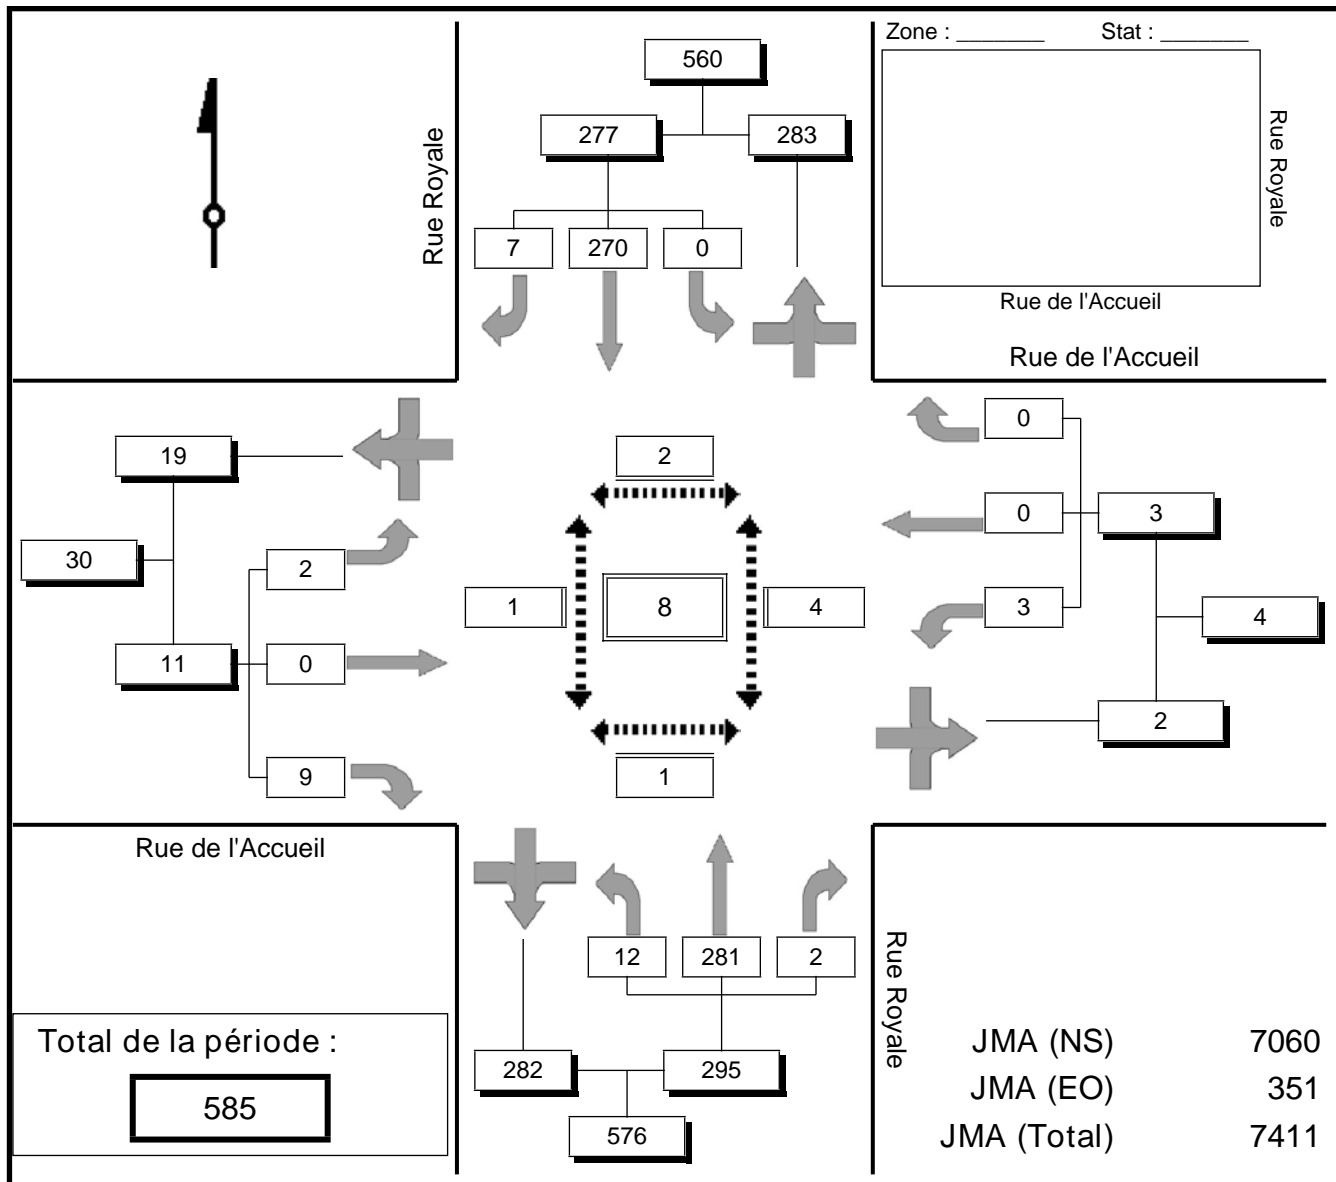 Zone : _______ Stat : _______
560
277
283
Rue Royale
Rue Royale
7
270
0
Rue de l'Accueil
Rue de l'Accueil
0
19
2
0
3
30
2
1
8
4
3
4
11
0
2
9
1
Rue de l'Accueil
12
281
2
Rue Royale
Total de la période :
282
295
JMA (NS) 7060
585
JMA (EO) 351
576
JMA (Total) 7411